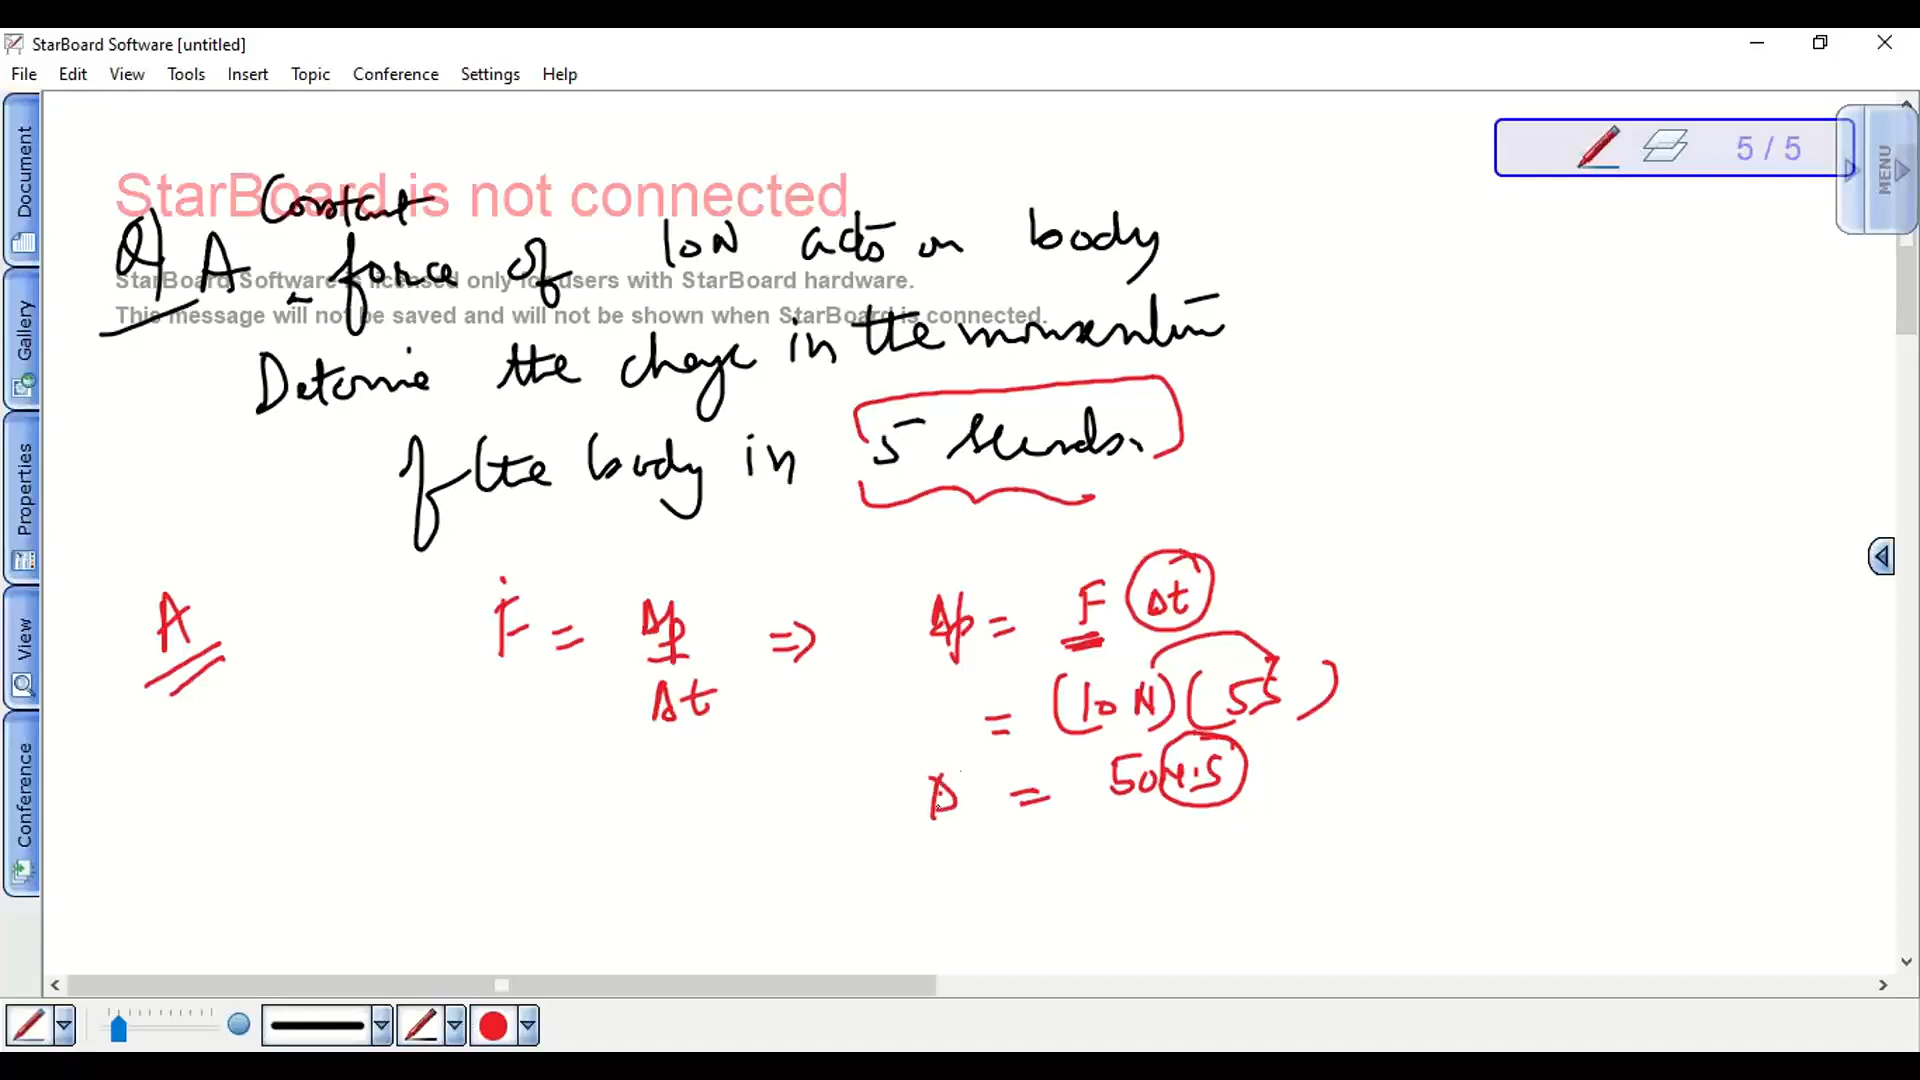 StarBoard Software [untitled]
File Edit View Tools Insert Topic Conference Settings Help
Document
Gallery
Properties
View
Conference
5 / 5
MENU
StarBoard is not connected
StarBoard Software is licensed only for users with StarBoard hardware.
This message will not be saved and will not be shown when StarBoard is connected.
Constant
Q) A force of 10N acts on body
Determine the change in the momentum
of the body in 5 seconds.
A F = Δp/Δt => Δp = F Δt
= (10 N) (5 s)
Δ = 50 N·s